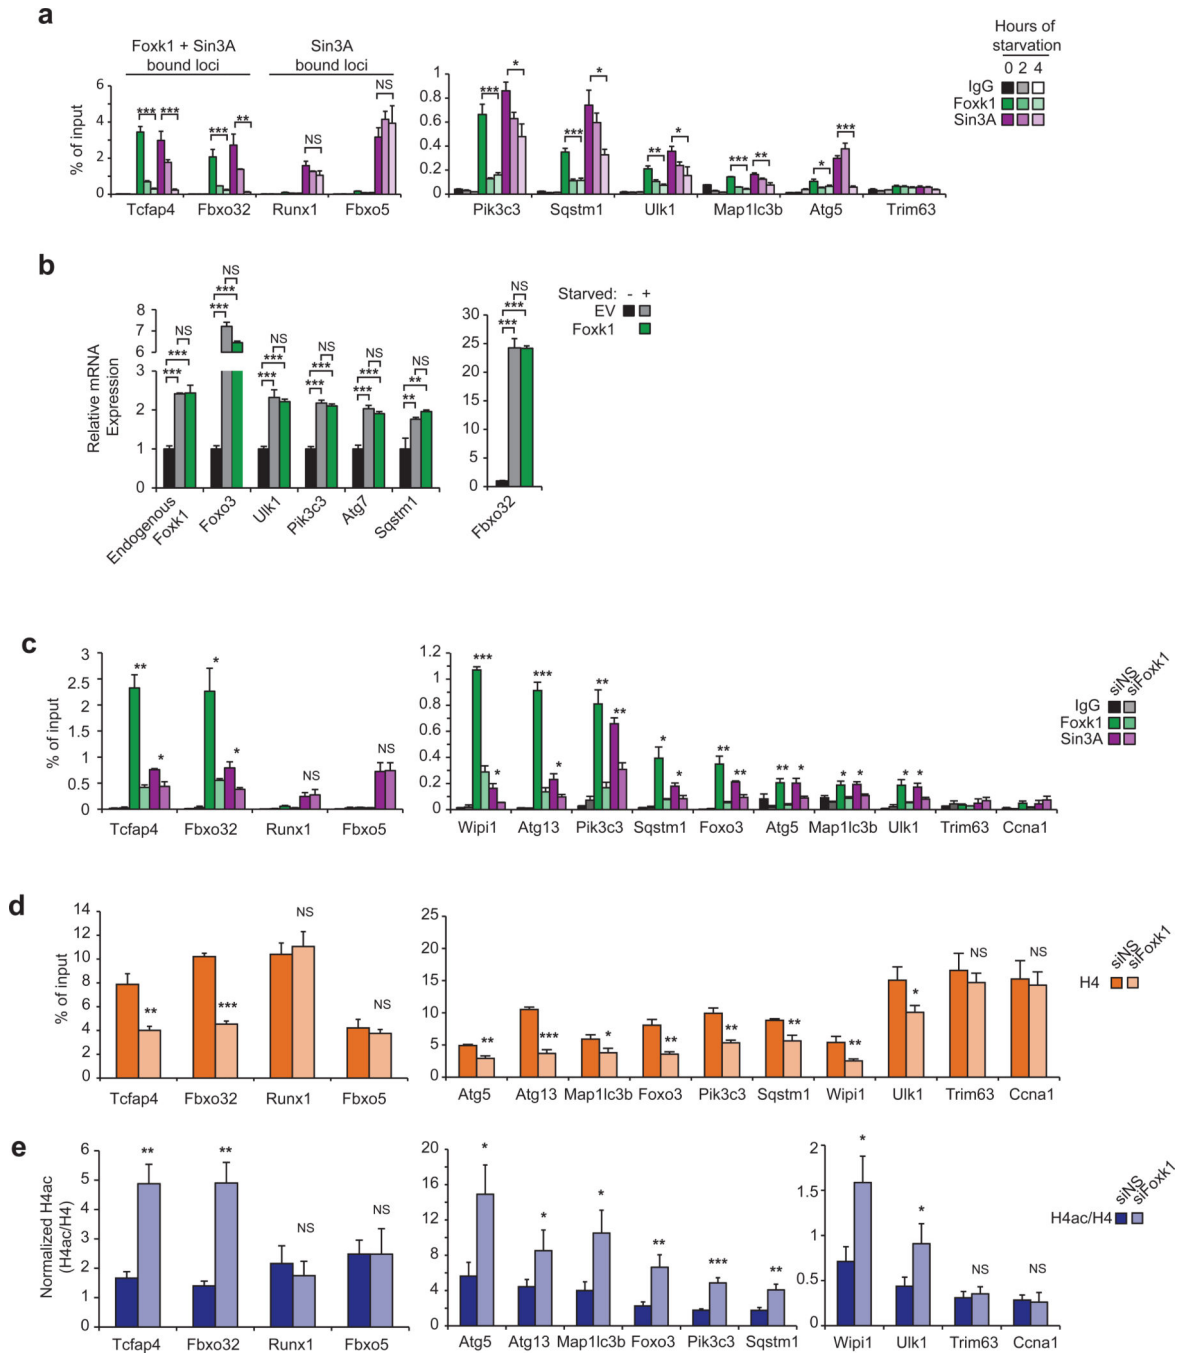 a
Foxk1 + Sin3A
bound loci
Sin3A
bound loci
Hours of
starvation
0 2 4
IgG
Foxk1
Sin3A
% of input
6
4
2
0
*** ***
*** **
NS
NS
Tcfap4 Fbxo32 Runx1 Fbxo5
1
0.8
0.6
0.4
0.2
0
*** *
*** *
** *
*** **
* ***
Pik3c3 Sqstm1 Ulk1 Map1lc3b Atg5 Trim63
b
Relative mRNA
Expression
8
7
6
3
2
1
0
NS
***
***
NS
***
***
NS
***
***
NS
***
***
NS
***
***
NS
**
**
Endogenous
Foxk1
Foxo3
Ulk1
Pik3c3
Atg7
Sqstm1
30
25
20
15
10
5
0
NS
***
***
Fbxo32
Starved: - +
EV
Foxk1
c
% of input
3
2.5
2
1.5
1
0.5
0
** *
* *
NS
NS
Tcfap4 Fbxo32 Runx1 Fbxo5
1.2
1
0.8
0.6
0.4
0.2
0
*** *
*** *
** **
* *
** **
** *
* *
* *
Wipi1 Atg13 Pik3c3 Sqstm1 Foxo3 Atg5 Map1lc3b Ulk1 Trim63 Ccna1
siNS
siFoxk1
IgG
Foxk1
Sin3A
d
% of input
14
12
10
8
6
4
2
0
** *** NS NS
Tcfap4 Fbxo32 Runx1 Fbxo5
25
20
15
10
5
0
** *** * ** ** ** ** * NS NS
Atg5 Atg13 Map1lc3b Foxo3 Pik3c3 Sqstm1 Wipi1 Ulk1 Trim63 Ccna1
siNS
siFoxk1
H4
e
Normalized H4ac
(H4ac/H4)
6
5
4
3
2
1
0
** ** NS NS
Tcfap4 Fbxo32 Runx1 Fbxo5
20
16
12
8
4
0
* * * ** *** **
Atg5 Atg13 Map1lc3b Foxo3 Pik3c3 Sqstm1
2
1.5
1
0.5
0
* * NS NS
Wipi1 Ulk1 Trim63 Ccna1
siNS
siFoxk1
H4ac/H4